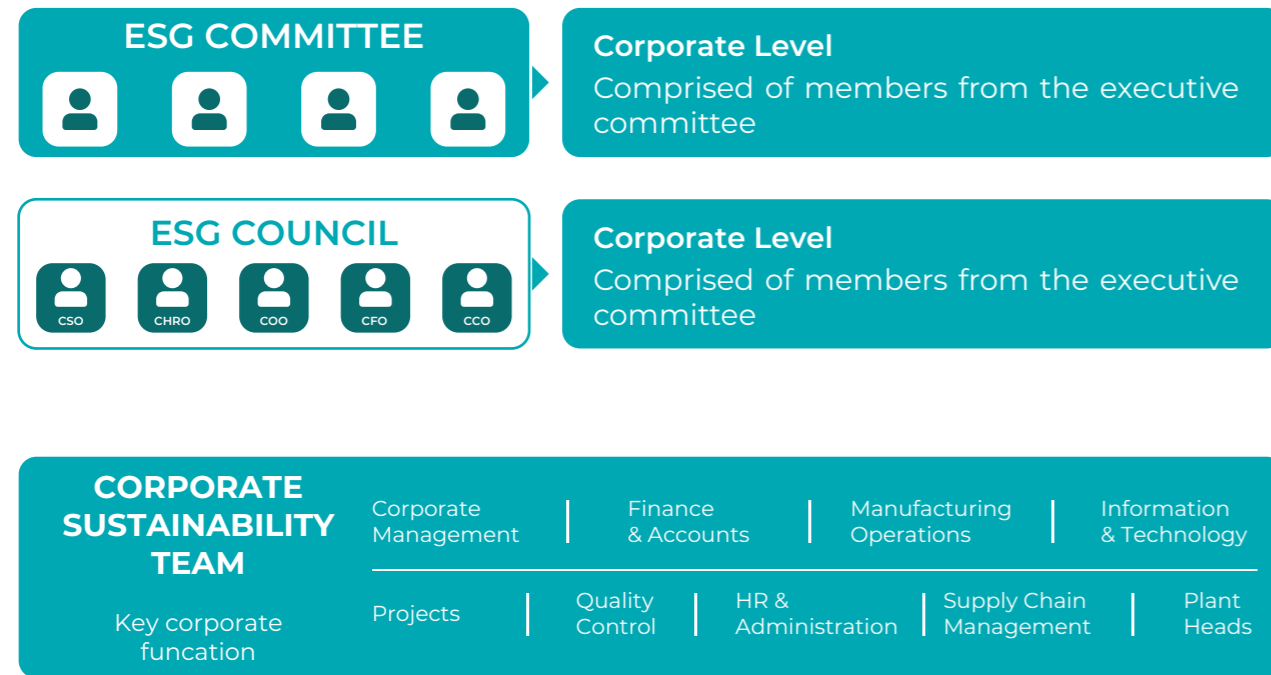 ESG COMMITTEE
Corporate Level
Comprised of members from the executive
committee
ESG COUNCIL
CSO
CHRO
COO
CFO
CCO
Corporate Level
Comprised of members from the executive
committee
CORPORATE
SUSTAINABILITY
TEAM
Key corporate
funcation
Corporate
Management
Finance
& Accounts
Manufacturing
Operations
Information
& Technology
Projects
Quality
Control
HR &
Administration
Supply Chain
Management
Plant
Heads